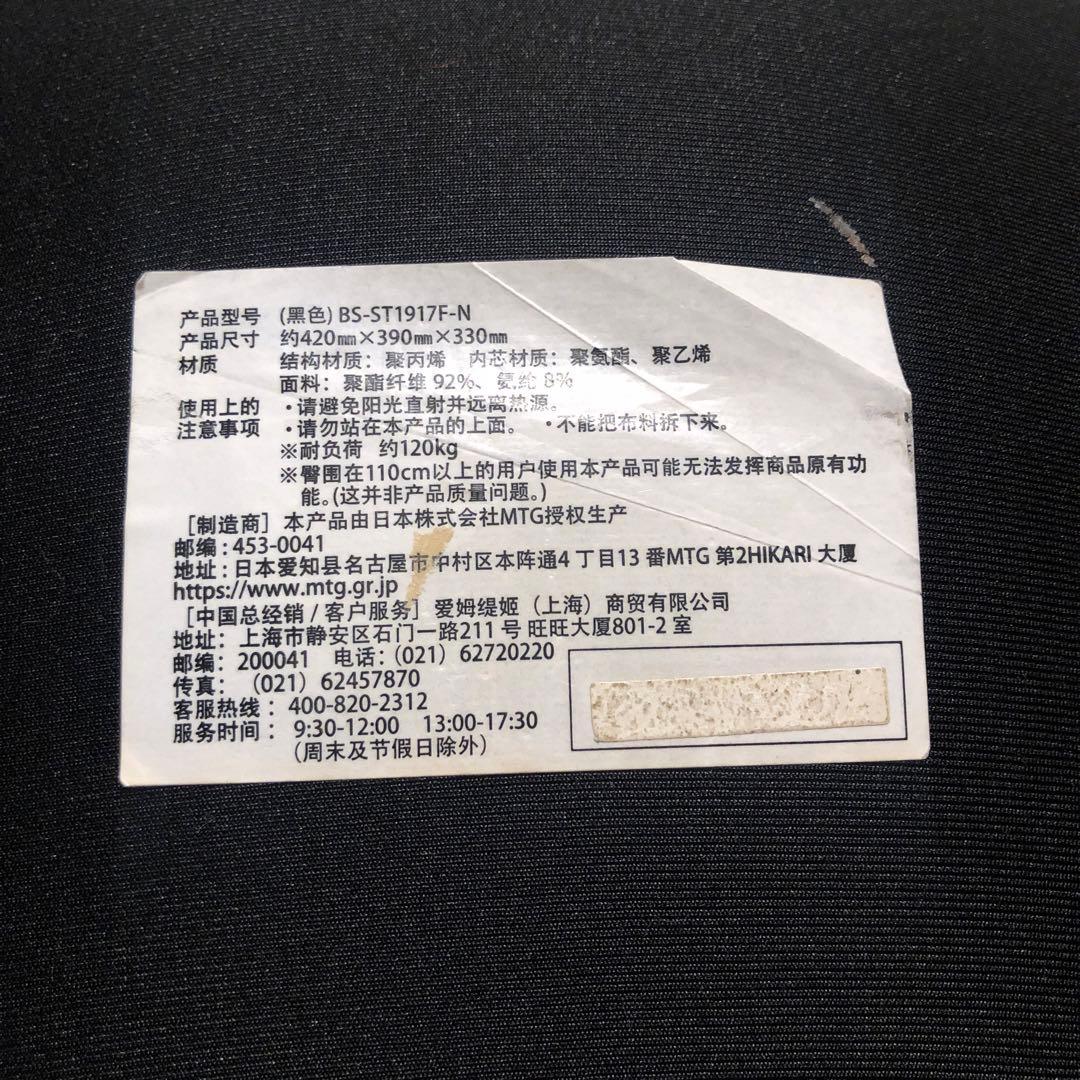 产品型号 (黑色) BS-ST1917F-N
产品尺寸 约420㎜×390㎜×330㎜
材质 结构材质：聚丙烯 内芯材质：聚氨酯、聚乙烯
面料：聚酯纤维 92%、氨纶 8%
使用上的 ・请避免阳光直射并远离热源。
注意事项 ・请勿站在本产品的上面。 ・不能把布料拆下来。
※耐负荷 约120kg
※臀围在110cm以上的用户使用本产品可能无法发挥商品原有功
能。(这并非产品质量问题。)
［制造商］本产品由日本株式会社MTG授权生产
邮编：453-0041
地址：日本爱知县名古屋市中村区本阵通4 丁目13 番MTG 第2HIKARI 大厦
https://www.mtg.gr.jp
［中国总经销 / 客户服务］ 爱姆缇姬（上海）商贸有限公司
地址： 上海市静安区石门一路211 号 旺旺大厦801-2 室
邮编： 200041 电话：（021）62720220
传真：（021）62457870
客服热线： 400-820-2312
服务时间： 9:30-12:00 13:00-17:30
（周末及节假日除外）